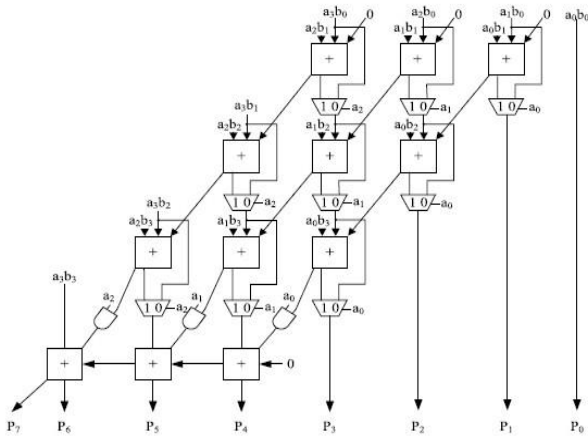 a₃b₀ 0 a₂b₀ 0 a₁b₀ 0 a₀b₀
a₂b₁ a₁b₁ a₀b₁
+ + +
1 0 a₂ 1 0 a₁ 1 0 a₀
a₃b₁
a₂b₂ a₁b₂ a₀b₂
+ + +
1 0 a₂ 1 0 a₁ 1 0 a₀
a₃b₂
a₂b₃ a₁b₃ a₀b₃
+ + +
a₃b₃
a₂ a₁ a₀
1 0 a₂ 1 0 a₁ 1 0 a₀
+ + + 0
P₇ P₆ P₅ P₄ P₃ P₂ P₁ P₀